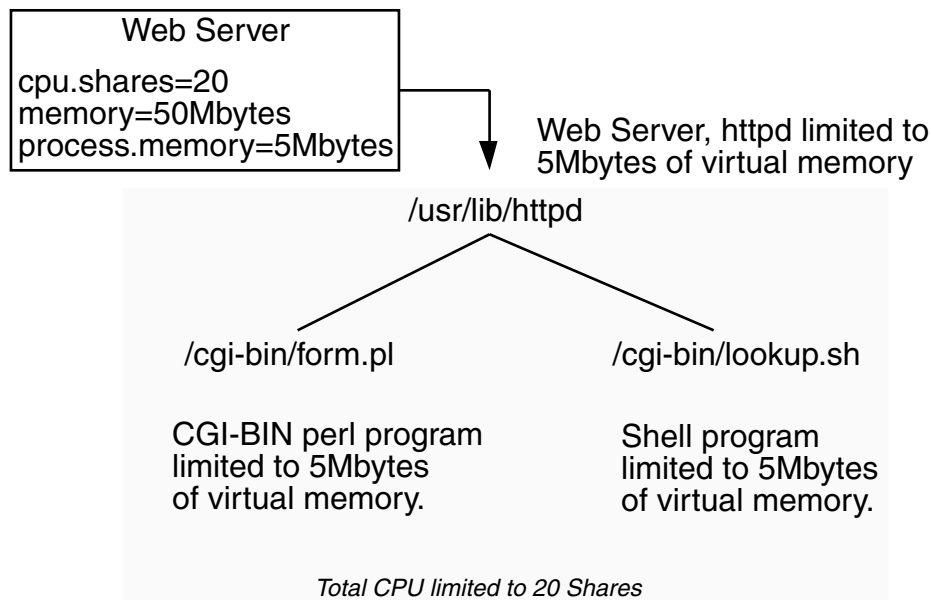 Web Server
cpu.shares=20
memory=50Mbytes
process.memory=5Mbytes
Web Server, httpd limited to
5Mbytes of virtual memory
/usr/lib/httpd
/cgi-bin/form.pl
/cgi-bin/lookup.sh
CGI-BIN perl program
limited to 5Mbytes
of virtual memory.
Shell program
limited to 5Mbytes
of virtual memory.
Total CPU limited to 20 Shares